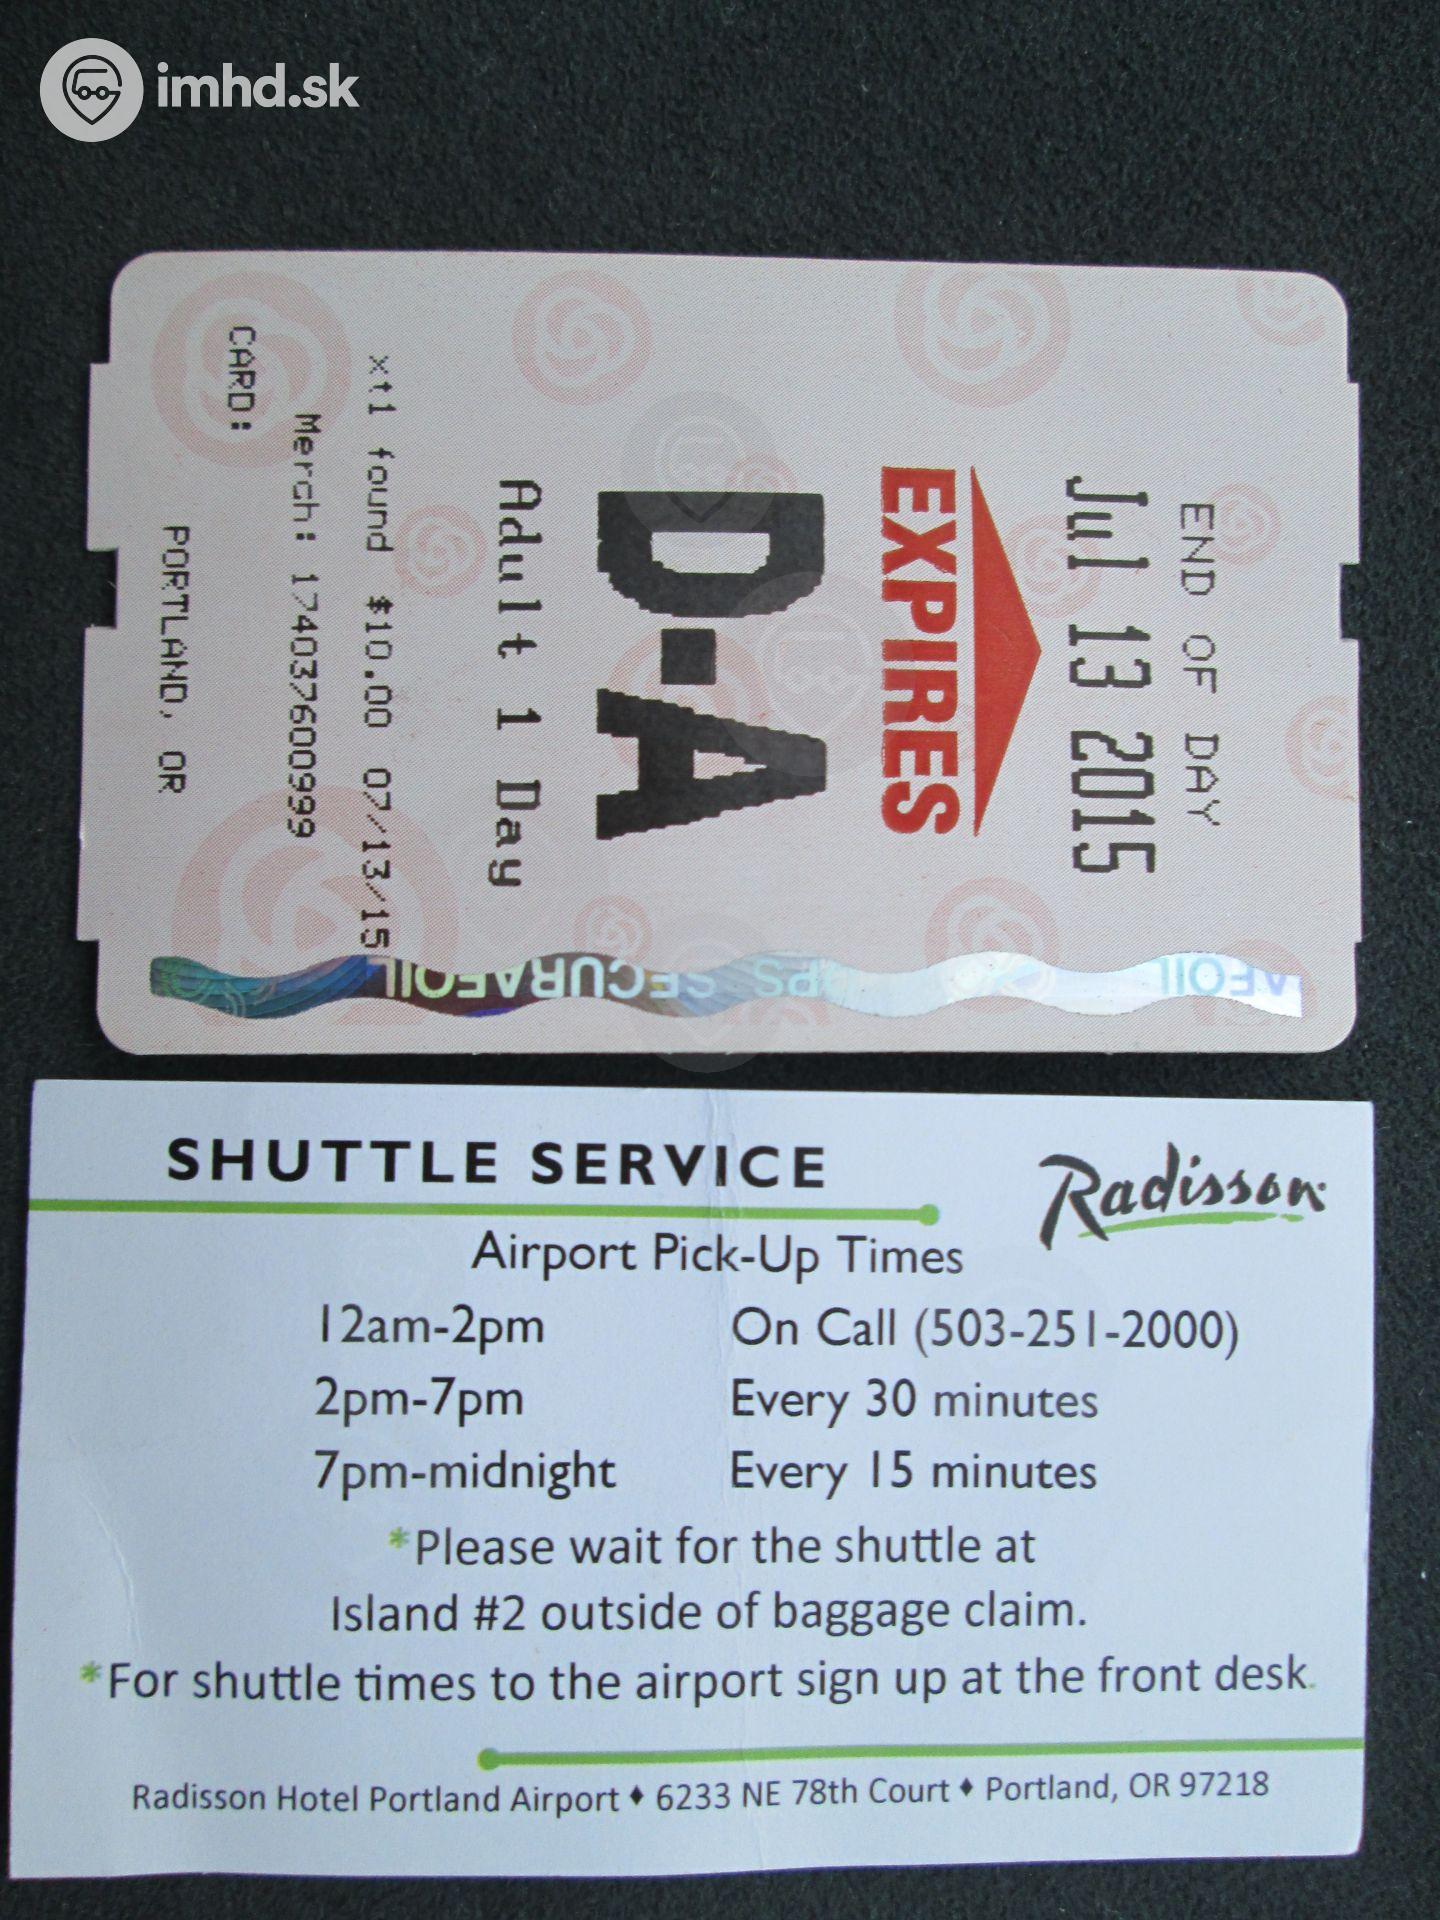 imhd.sk
END OF DAY
Jul 13 2015
EXPIRES
D-A
Adult 1 Day
xt1 found $10.00 07/13/15
Merch: 174037600999
CARD:
PORTLAND, OR
SECURAFOIL
AFOIL
SHUTTLE SERVICE
Radisson
Airport Pick-Up Times
12am-2pm On Call (503-251-2000)
2pm-7pm Every 30 minutes
7pm-midnight Every 15 minutes
*Please wait for the shuttle at
Island #2 outside of baggage claim.
*For shuttle times to the airport sign up at the front desk.
Radisson Hotel Portland Airport ♦ 6233 NE 78th Court ♦ Portland, OR 97218